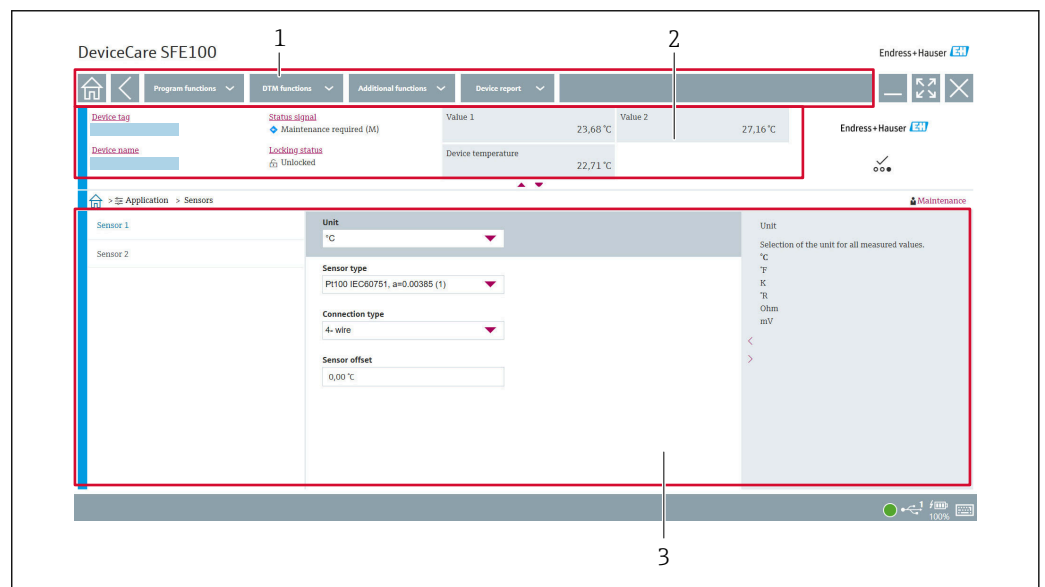 1
2
DeviceCare SFE100
Endress+Hauser EH
Program functions
DTM functions
Additional functions
Device report
Device tag
Status signal
Maintenance required (M)
Value 1
23,68 °C
Value 2
27,16 °C
Endress+Hauser EH
Device name
Locking status
Unlocked
Device temperature
22,71 °C
> Application > Sensors
Maintenance
Sensor 1
Sensor 2
Unit
°C
Sensor type
Pt100 IEC60751, a=0.00385 (1)
Connection type
4- wire
Sensor offset
0,00 °C
Unit
Selection of the unit for all measured values.
°C
°F
K
°R
Ohm
mV
<
>
1
100%
3